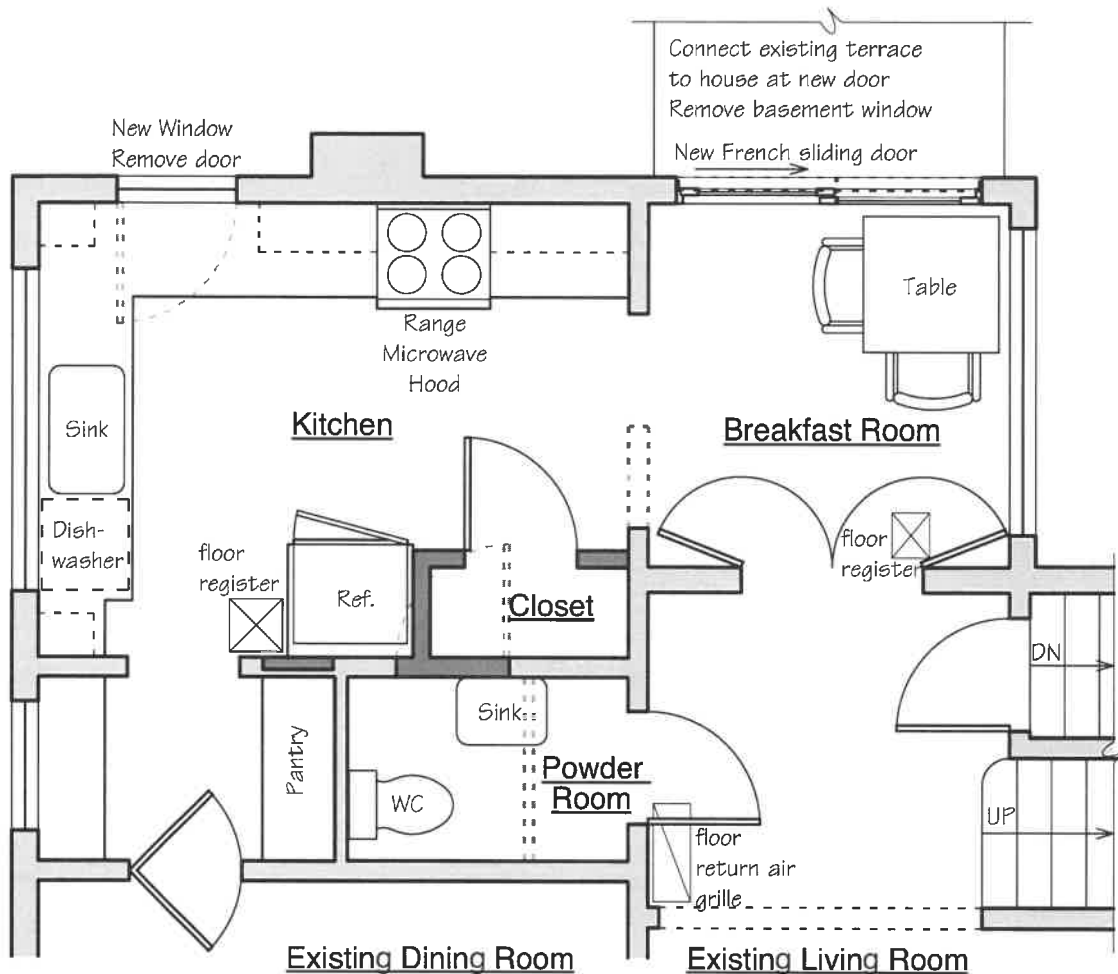 Connect existing terrace
to house at new door
Remove basement window
New Window
Remove door
New French sliding door
Range
Microwave
Hood
Table
Sink
Kitchen
Breakfast Room
Dish-
washer
floor
register
Ref.
Closet
floor
register
DN
Pantry
Sink
WC
Powder
Room
UP
floor
return air
grille
Existing Dining Room
Existing Living Room